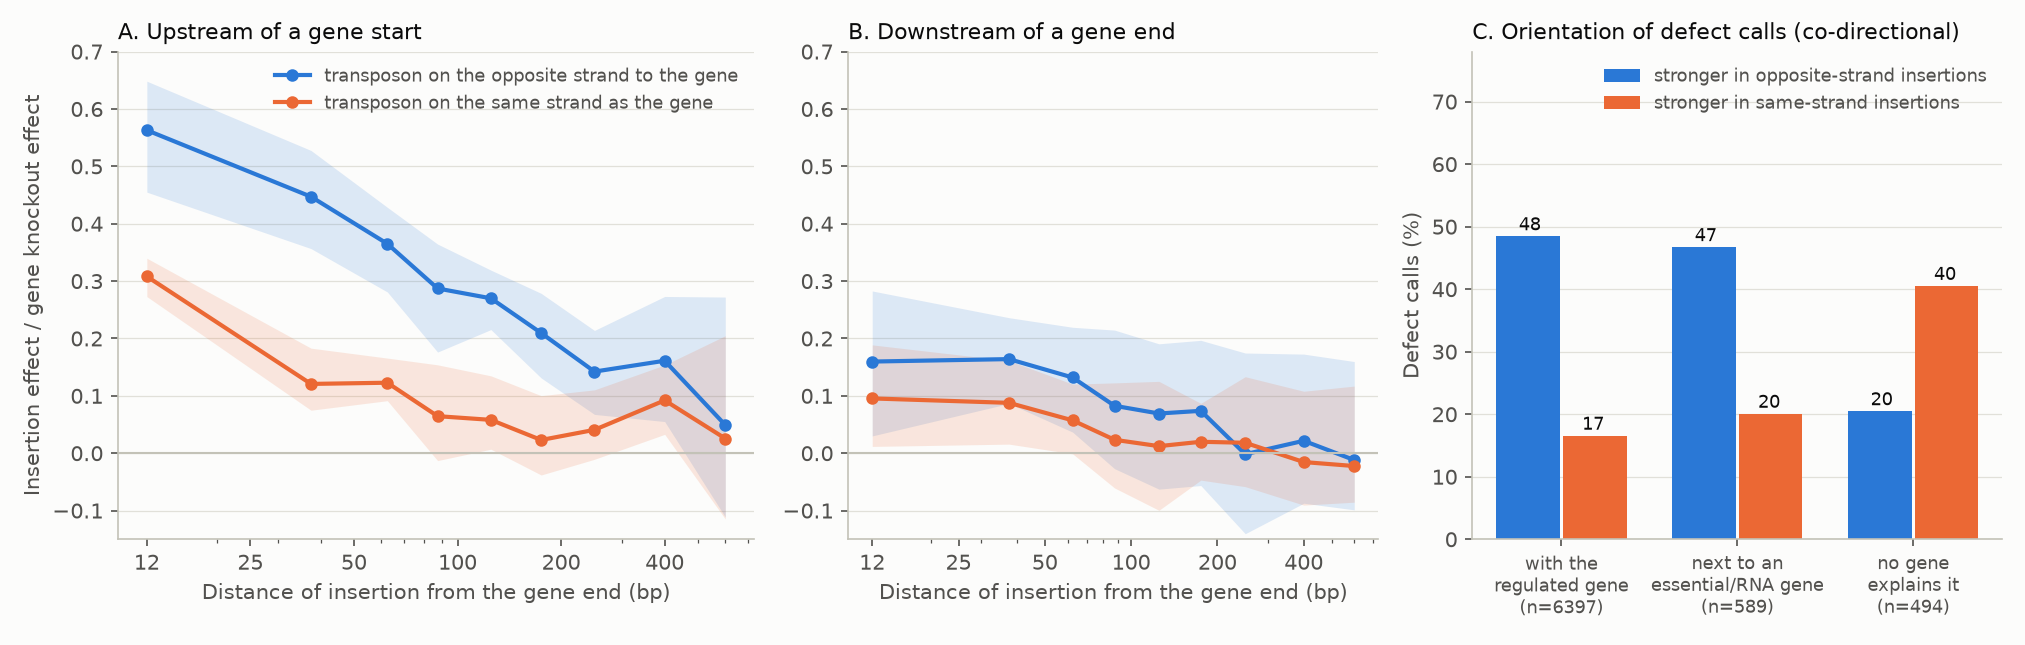 A. Upstream of a gene start
Insertion effect / gene knockout effect
0.7
0.6
0.5
0.4
0.3
0.2
0.1
0.0
−0.1
transposon on the opposite strand to the gene
transposon on the same strand as the gene
12 25 50 100 200 400
Distance of insertion from the gene end (bp)
B. Downstream of a gene end
0.7
0.6
0.5
0.4
0.3
0.2
0.1
0.0
−0.1
12 25 50 100 200 400
Distance of insertion from the gene end (bp)
C. Orientation of defect calls (co-directional)
Defect calls (%)
stronger in opposite-strand insertions
stronger in same-strand insertions
70
60
50
40
30
20
10
0
48 17 47 20 20 40
with the
regulated gene
(n=6397)
next to an
essential/RNA gene
(n=589)
no gene
explains it
(n=494)